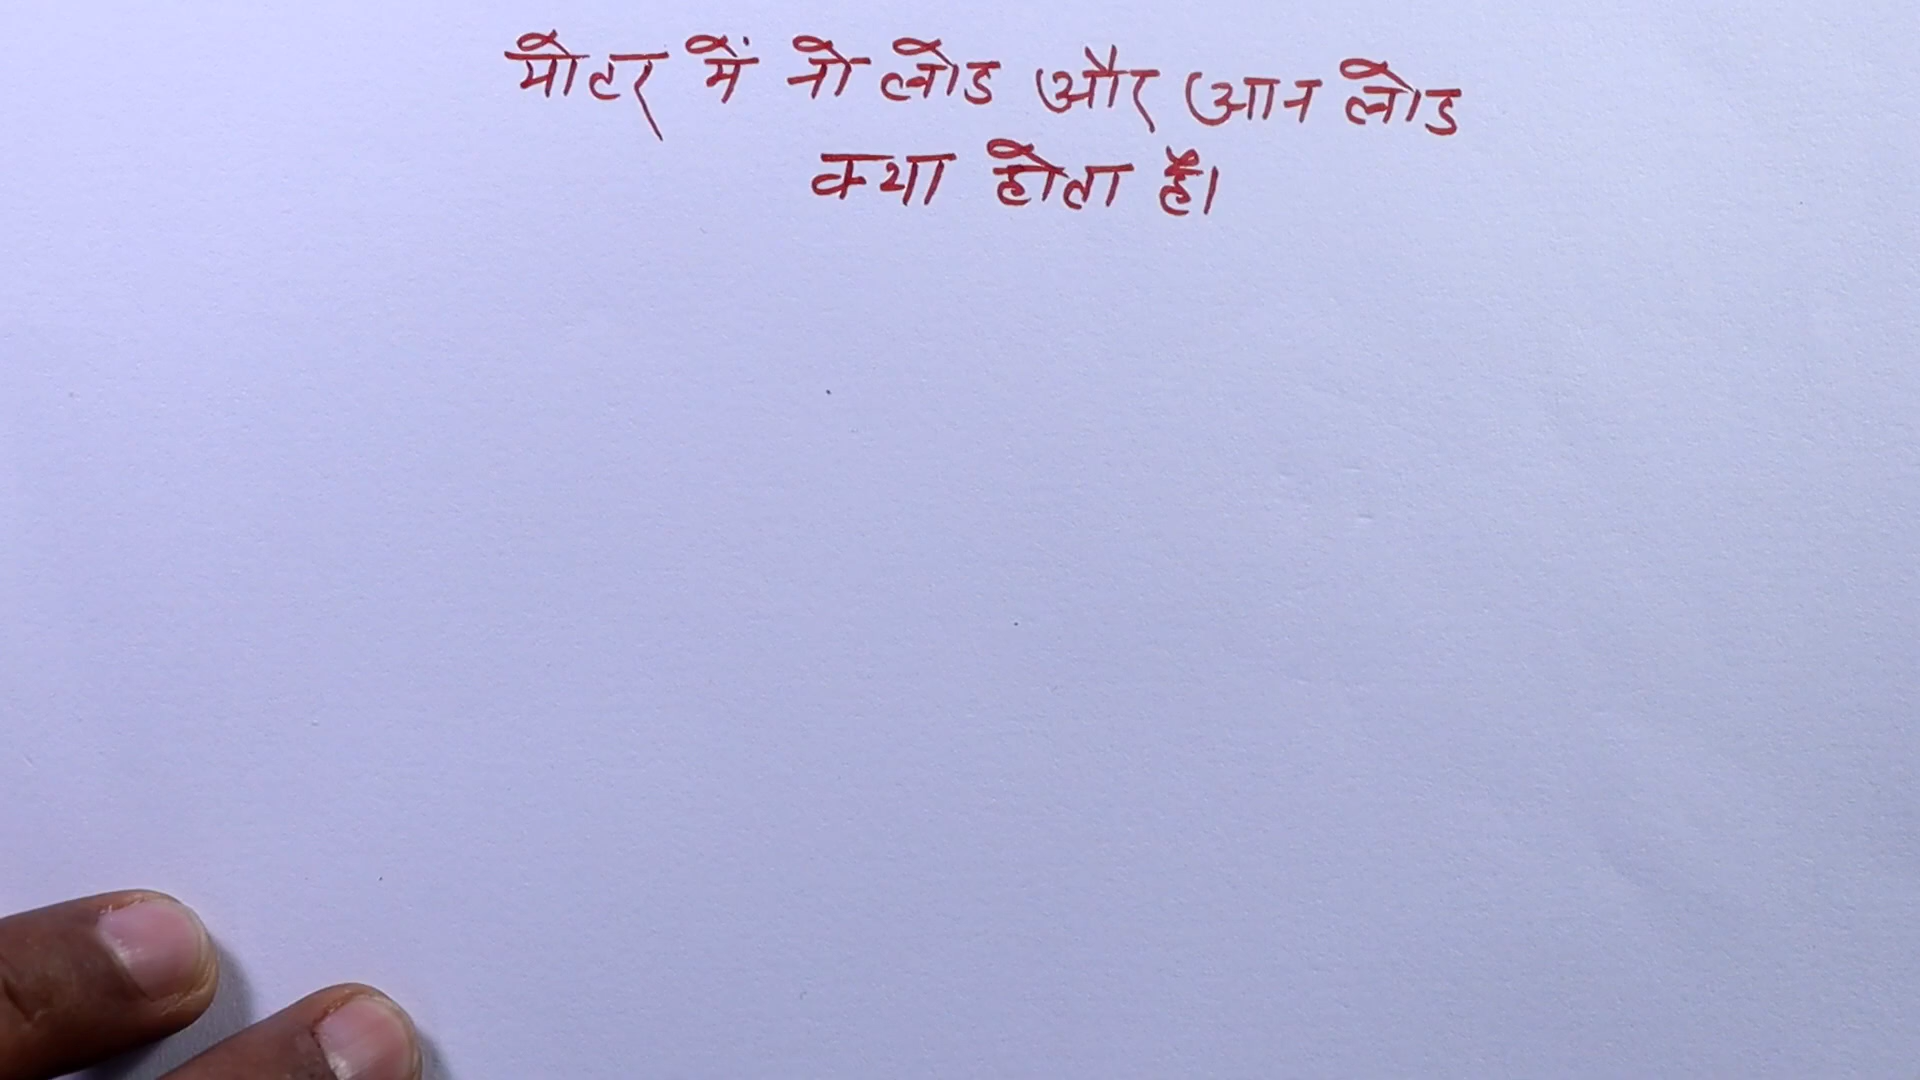 मोटर में नो लोड और आन लोड
क्या होता है।